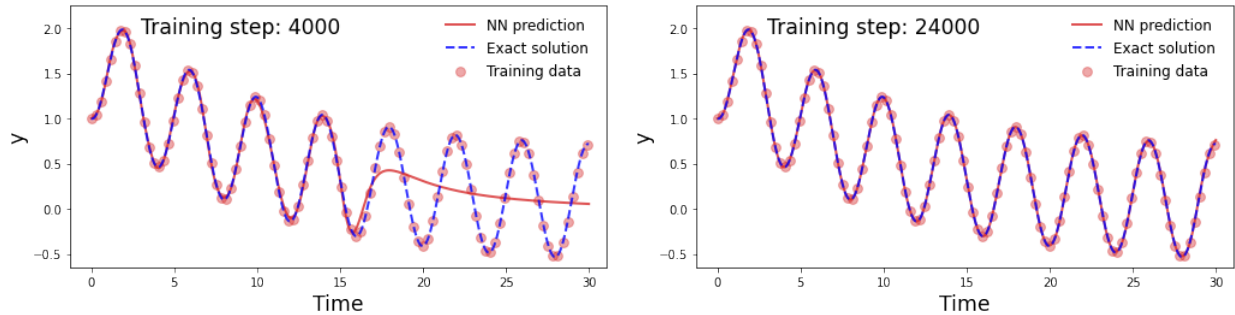 Training step: 4000
NN prediction
Exact solution
Training data
2.0
1.5
1.0
0.5
0.0
−0.5
y
0 5 10 15 20 25 30
Time
Training step: 24000
NN prediction
Exact solution
Training data
2.0
1.5
1.0
0.5
0.0
−0.5
y
0 5 10 15 20 25 30
Time